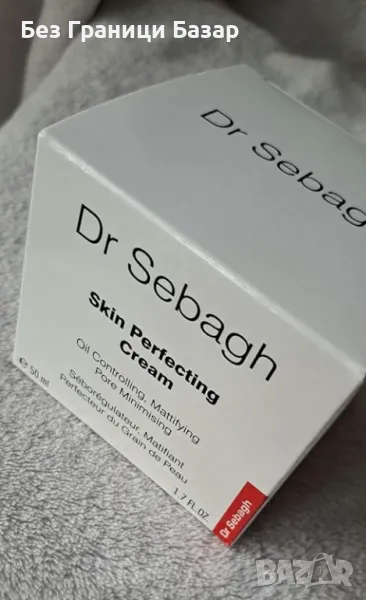 Без Граници Базар
Dr Sebagh
Dr Sebagh
Skin Perfecting
Cream
Oil Controlling, Mattifying
Pore Minimising
Séborégulateur, Matifiant
Perfecteur du Grain de Peau
℮ 50 ml
1.7 FL OZ
Dr Sebagh
BAZAR